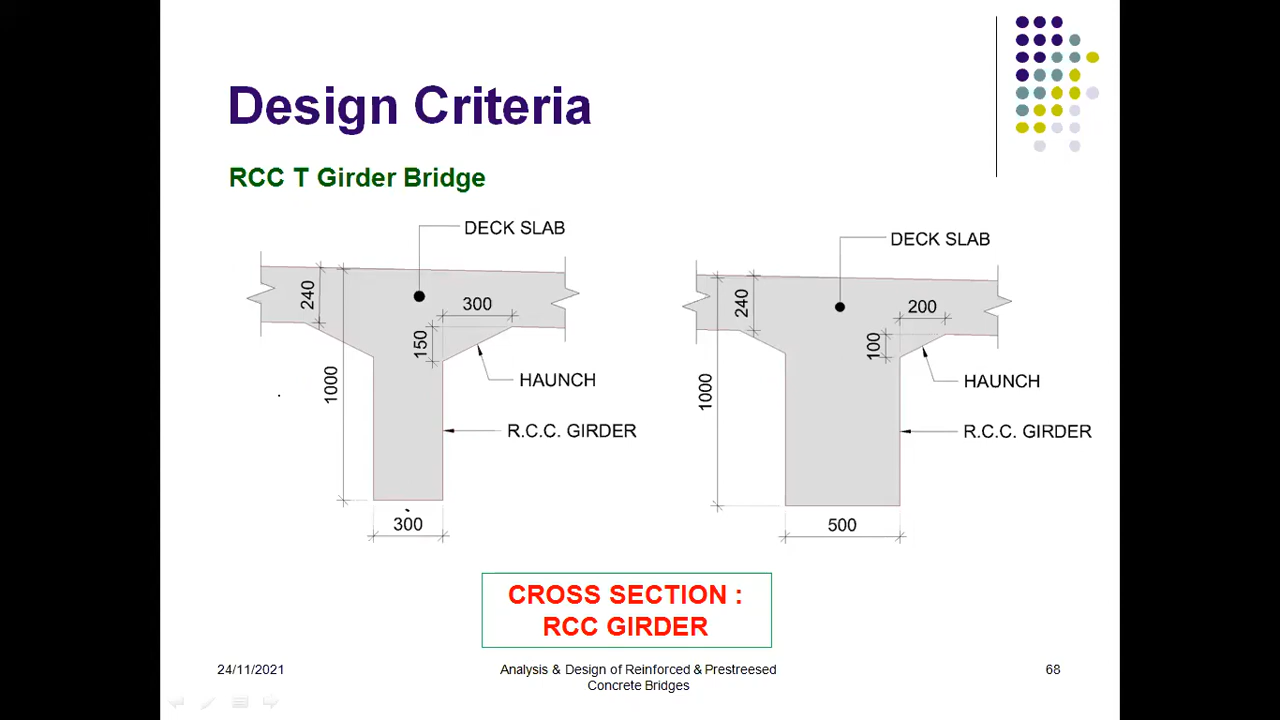 Design Criteria
RCC T Girder Bridge
DECK SLAB
240
300
150
1000
HAUNCH
R.C.C. GIRDER
300
DECK SLAB
240
200
100
1000
HAUNCH
R.C.C. GIRDER
500
CROSS SECTION :
RCC GIRDER
24/11/2021
Analysis & Design of Reinforced & Prestreesed
Concrete Bridges
68